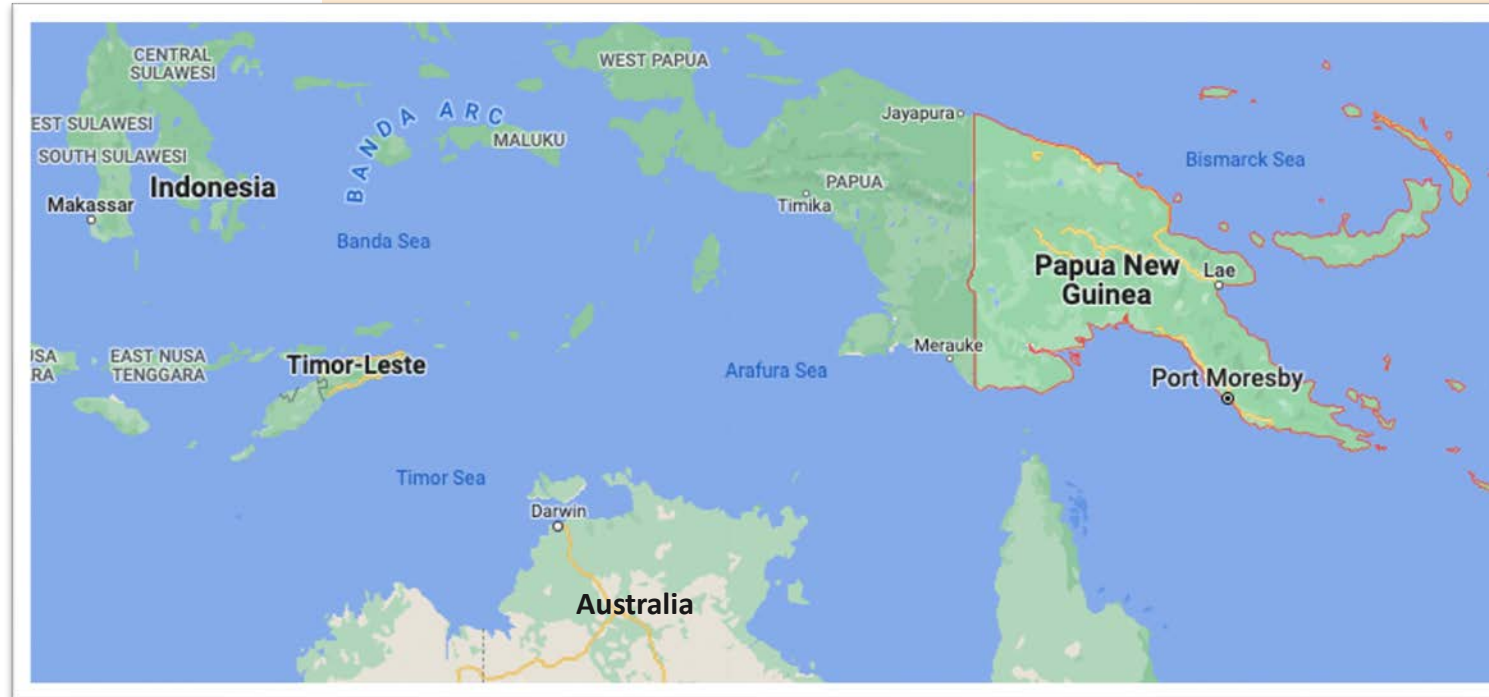 CENTRAL
SULAWESI
WEST PAPUA
BANDA ARC
Jayapura
EST SULAWESI
MALUKU
SOUTH SULAWESI
Bismarck Sea
Indonesia
PAPUA
Makassar
Timika
Banda Sea
Papua New
Guinea
Lae
Merauke
USA
RA
EAST NUSA
TENGGARA
Timor-Leste
Arafura Sea
Port Moresby
Timor Sea
Darwin
Australia